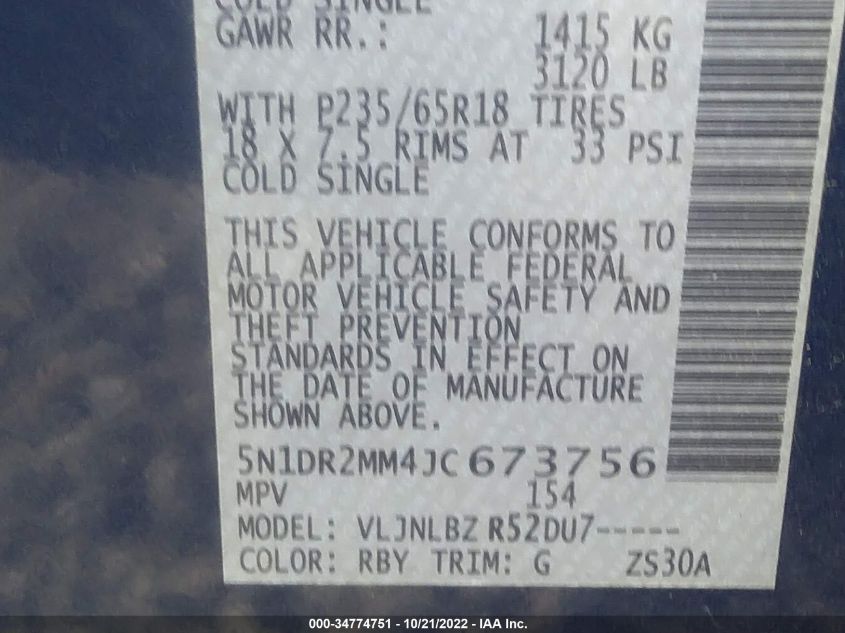 COLD SINGLE
GAWR RR.: 1415 KG
3120 LB
WITH P235/65R18 TIRES
18 X 7.5 RIMS AT 33 PSI
COLD SINGLE
THIS VEHICLE CONFORMS TO
ALL APPLICABLE FEDERAL
MOTOR VEHICLE SAFETY AND
THEFT PREVENTION
STANDARDS IN EFFECT ON
THE DATE OF MANUFACTURE
SHOWN ABOVE.
5N1DR2MM4JC673756
MPV 154
MODEL: VLJNLBZ R52DU7-----
COLOR: RBY TRIM: G ZS30A
000-34774751 - 10/21/2022 - IAA Inc.